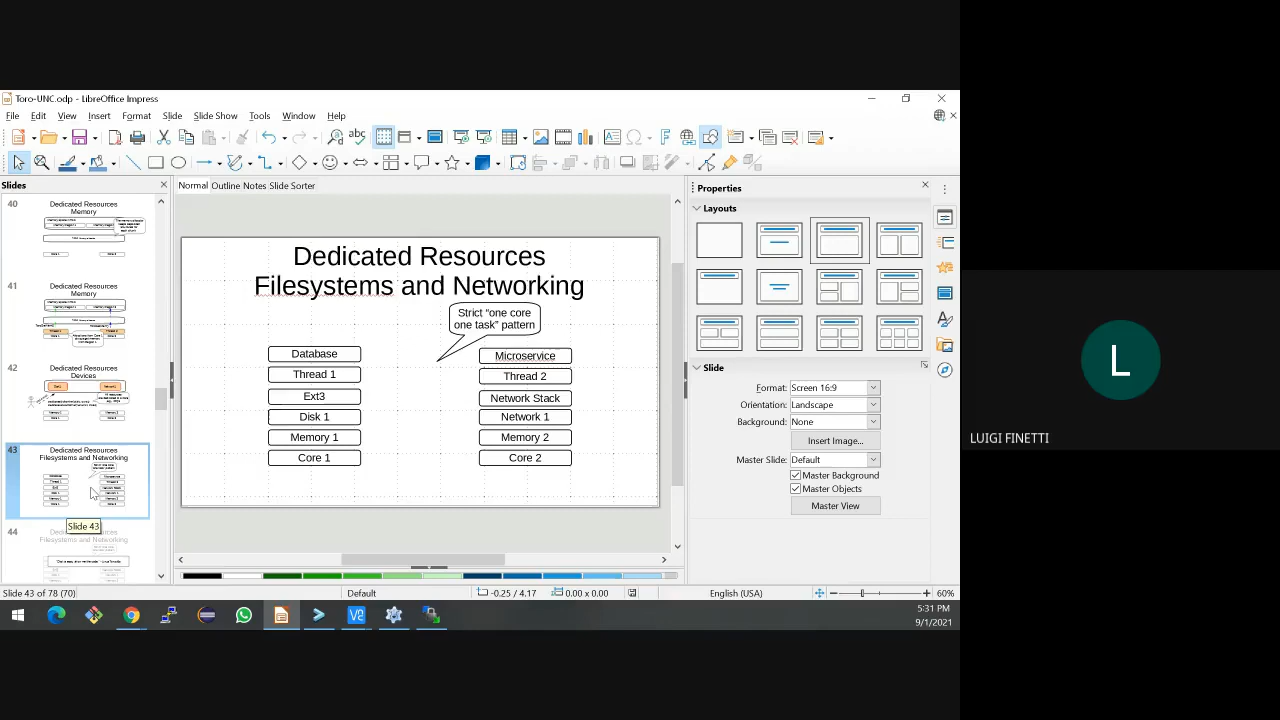 Toro-UNC.odp - LibreOffice Impress
File Edit View Insert Format Slide Slide Show Tools Window Help
Slides
Normal Outline Notes Slide Sorter
40
Dedicated Resources
Memory
41
Dedicated Resources
Memory
42
Dedicated Resources
Devices
43
Dedicated Resources
Filesystems and Networking
Slide 43
44
Dedicated Resources
Filesystems and Networking
Dedicated Resources
Filesystems and Networking
Strict “one core
one task” pattern
Database
Thread 1
Ext3
Disk 1
Memory 1
Core 1
Microservice
Thread 2
Network Stack
Network 1
Memory 2
Core 2
Properties
Layouts
Slide
Format: Screen 16:9
Orientation: Landscape
Background: None
Insert Image...
Master Slide: Default
Master Background
Master Objects
Master View
Slide 43 of 78 (70)
Default
-0.25 / 4.17
0.00 x 0.00
English (USA)
60%
5:31 PM
9/1/2021
L
LUIGI FINETTI